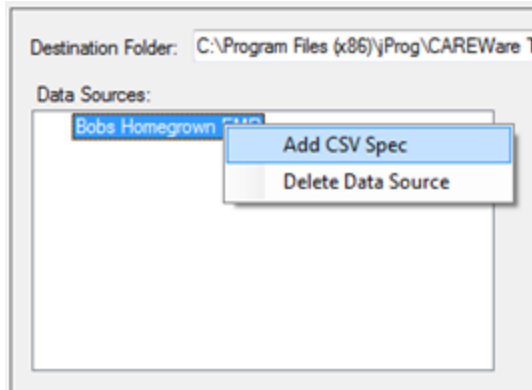 Destination Folder: C:\Program Files (x86)\jProg\CAREWare
Data Sources:
Bobs Homegrown
Add CSV Spec
Delete Data Source